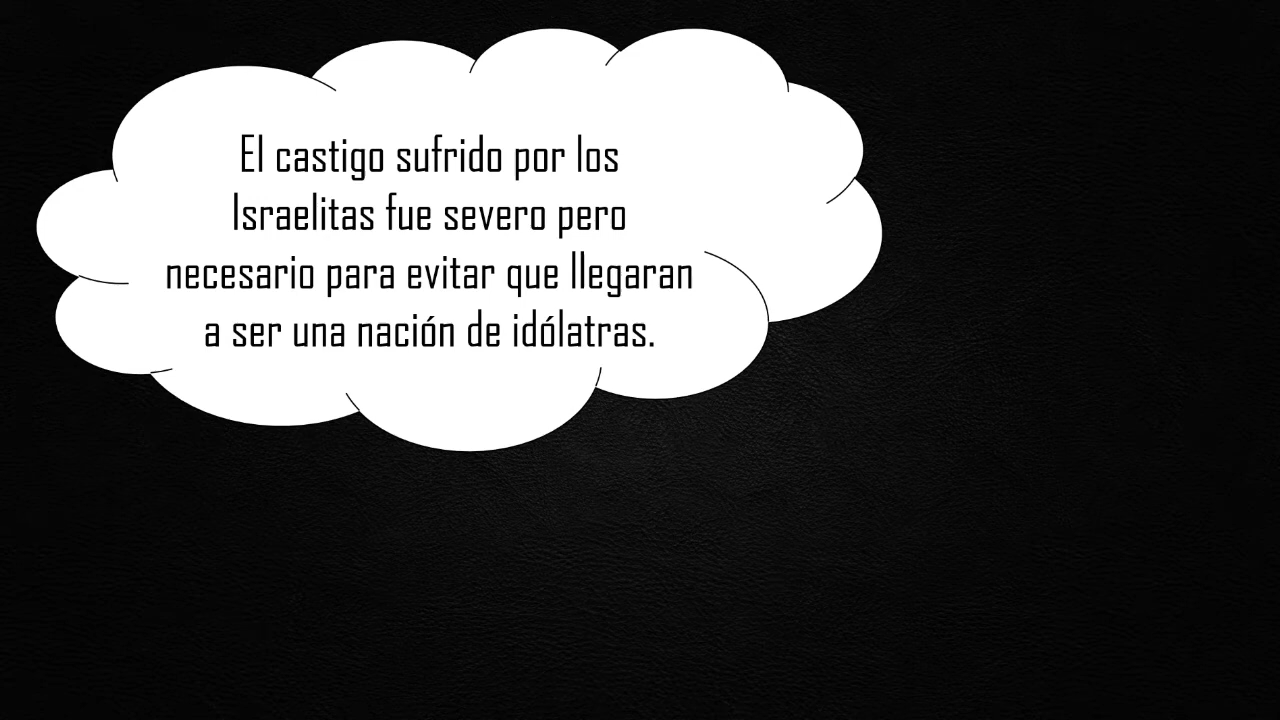 El castigo sufrido por los
Israelitas fue severo pero
necesario para evitar que llegaran
a ser una nación de idólatras.